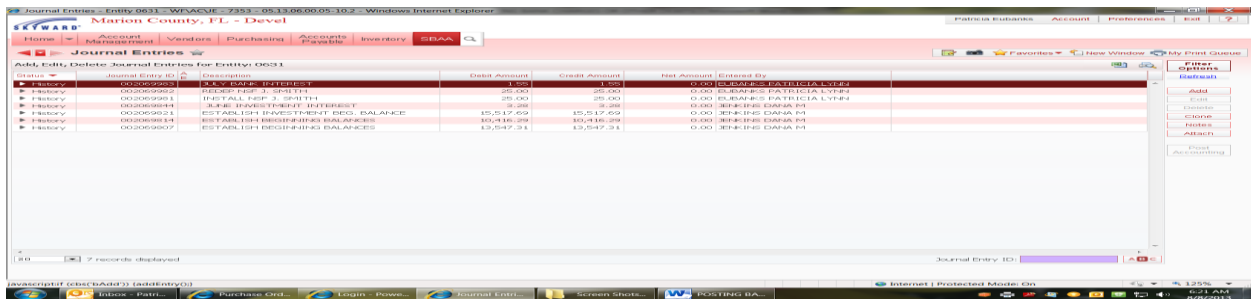 Journal Entries - Entity 0631 - WF\ACUE - 7353 - 05.13.06.00.05-10.2 - Windows Internet Explorer
SKYWARD Marion County, FL - Devel Patricia Eubanks Account Preferences Exit ?
Home Account Management Vendors Purchasing Accounts Payable Inventory SBAA
Journal Entries Favorites New Window My Print Queue
Add, Edit, Delete Journal Entries for Entity: 0631
Status Journal Entry ID Description Debit Amount Credit Amount Net Amount Entered By
History 002069983 JULY BANK INTEREST 1.55 1.55 0.00 EUBANKS PATRICIA LYNN
History 002069982 REDEP NSF J. SMITH 25.00 25.00 0.00 EUBANKS PATRICIA LYNN
History 002069981 INSTALL NSF J. SMITH 25.00 25.00 0.00 EUBANKS PATRICIA LYNN
History 002069844 JUNE INVESTMENT INTEREST 3.28 3.28 0.00 JENKINS DANA M
History 002069821 ESTABLISH INVESTMENT BEG. BALANCE 15,517.69 15,517.69 0.00 JENKINS DANA M
History 002069814 ESTABLISH BEGINNING BALANCES 10,416.29 10,416.29 0.00 JENKINS DANA M
History 002069807 ESTABLISH BEGINNING BALANCES 13,547.31 13,547.31 0.00 JENKINS DANA M
Filter Options
Refresh
Add
Edit
Delete
Clone
Notes
Attach
Post Accounting
20 7 records displayed Journal Entry ID: A B C
javascript:if (cbs('bAdd')) {addEntry();}
Internet | Protected Mode: On 125%
Inbox - Patri... Purchase Ord... Login - Powe... Journal Entri... Screen Shots... POSTING BA... 6:21 AM
8/8/2013